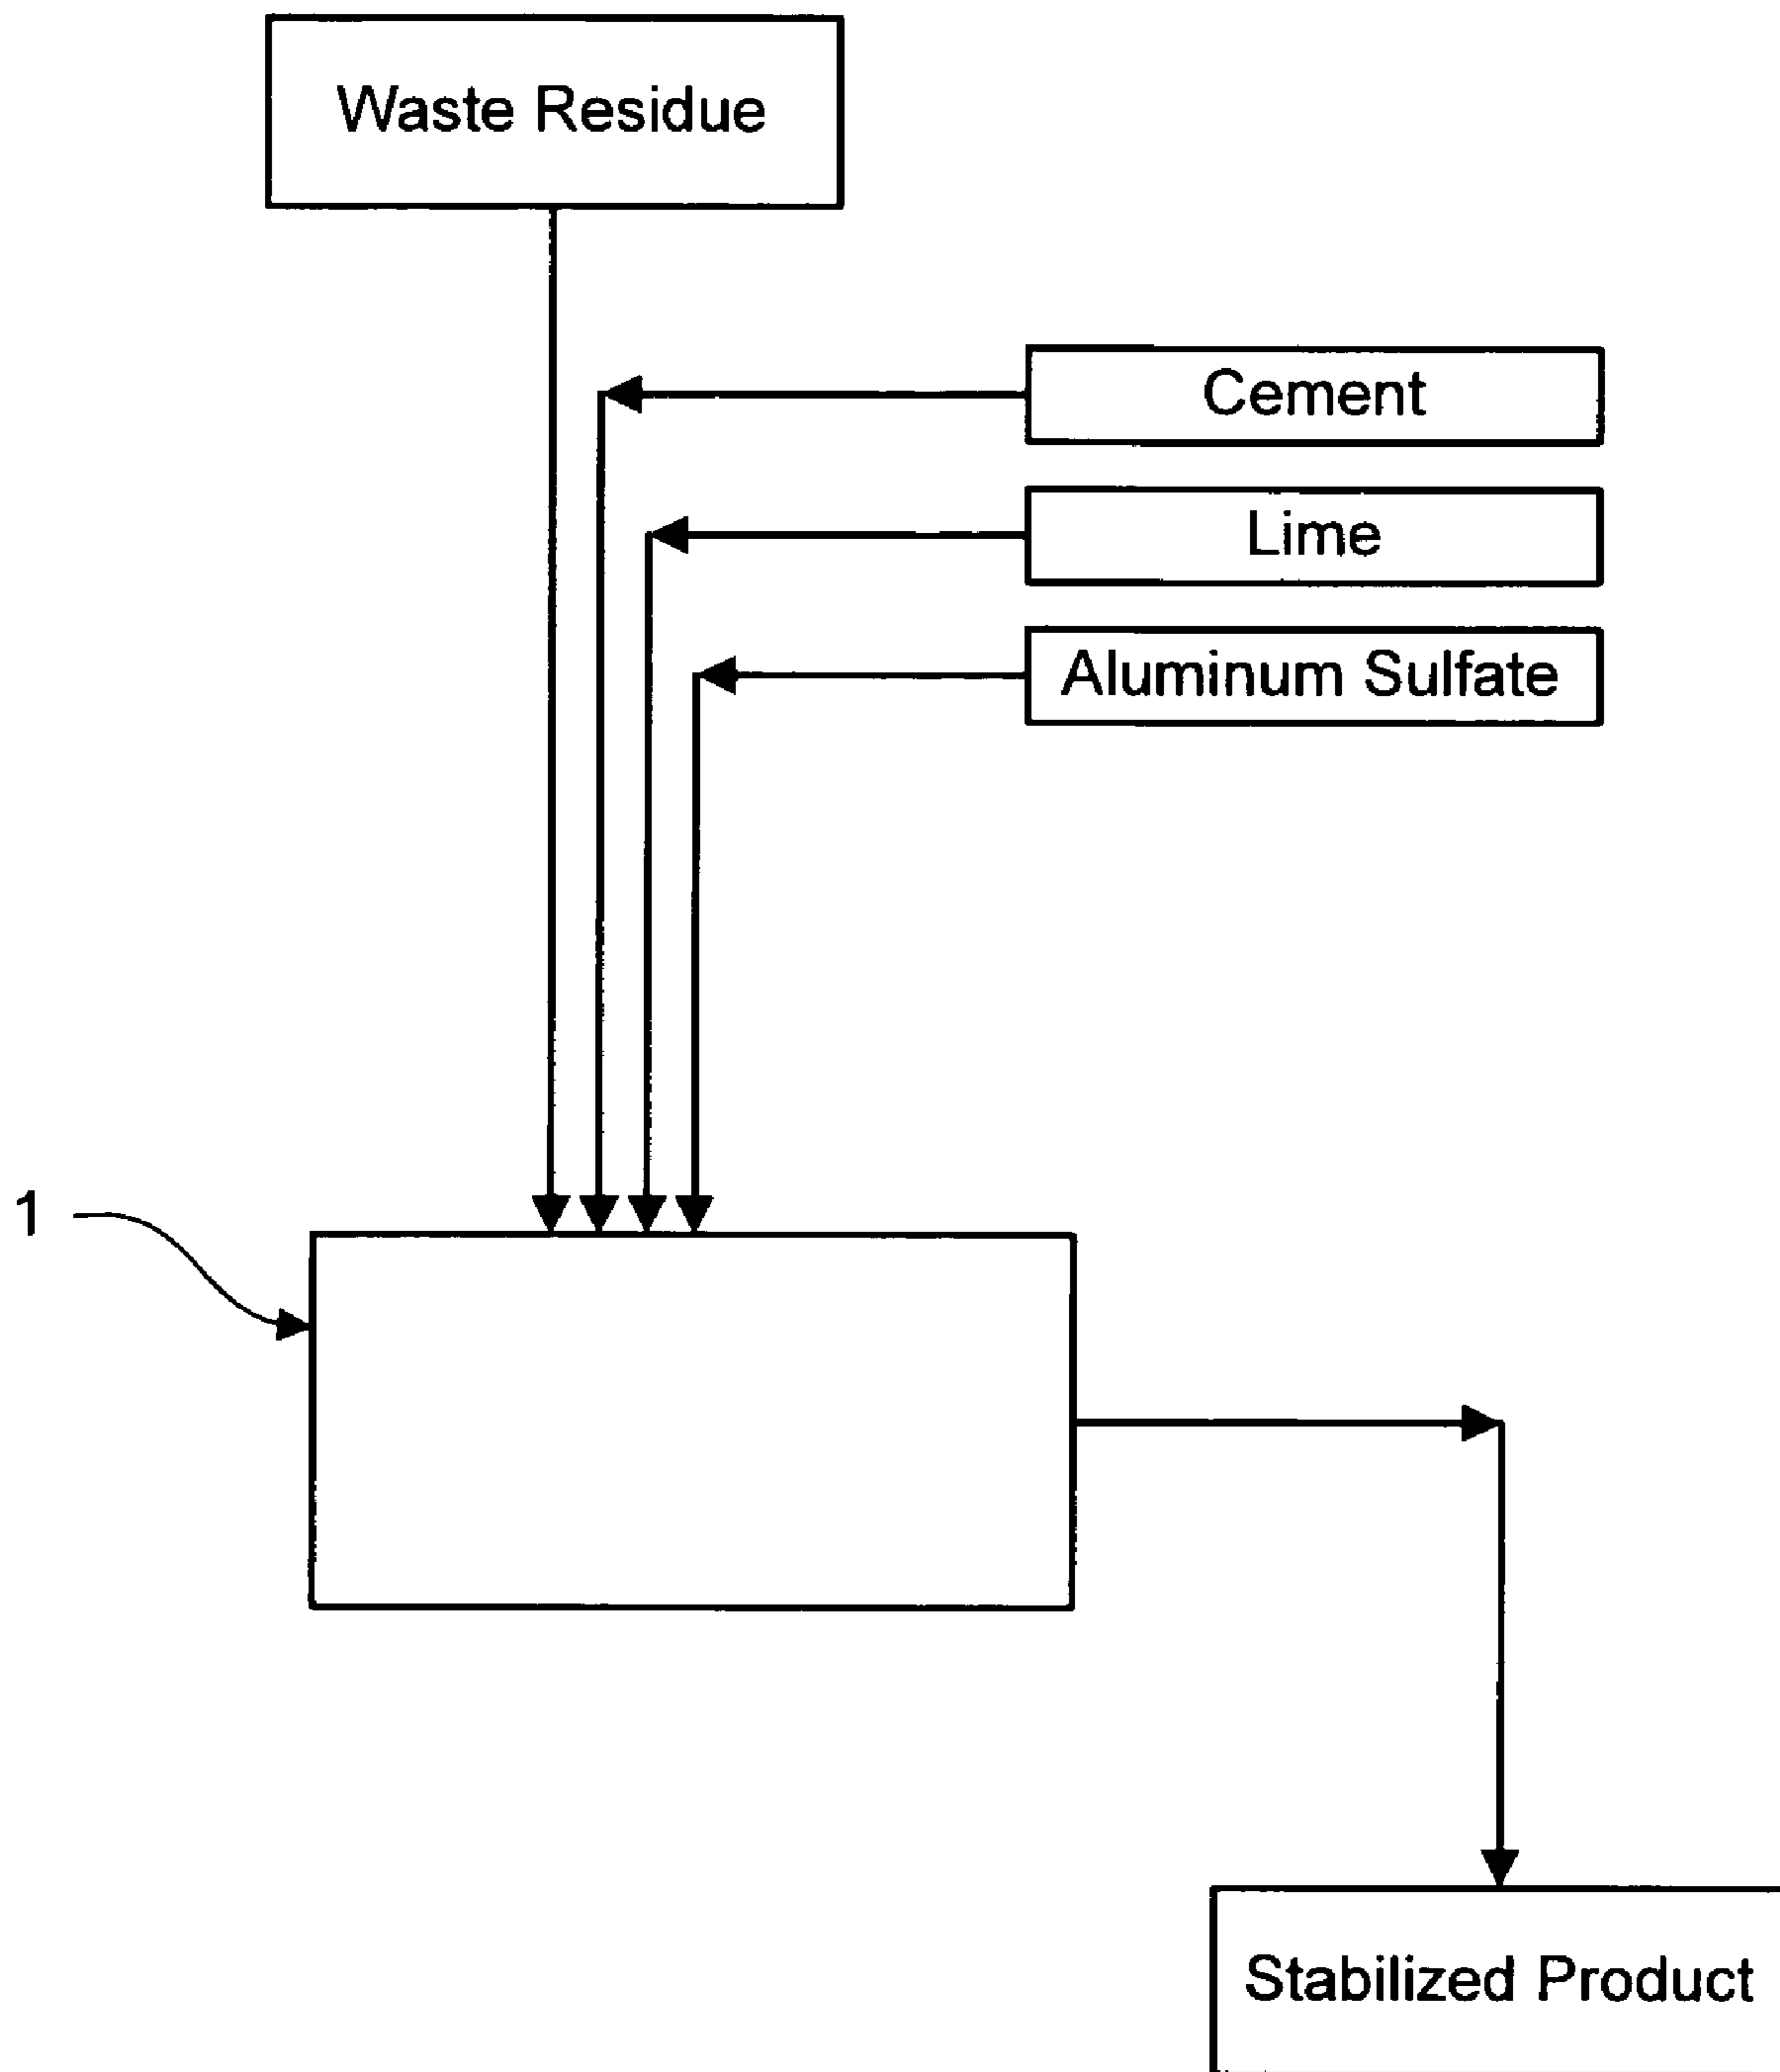 Waste Residue
Cement
Lime
Aluminum Sulfate
1
Stabilized Product